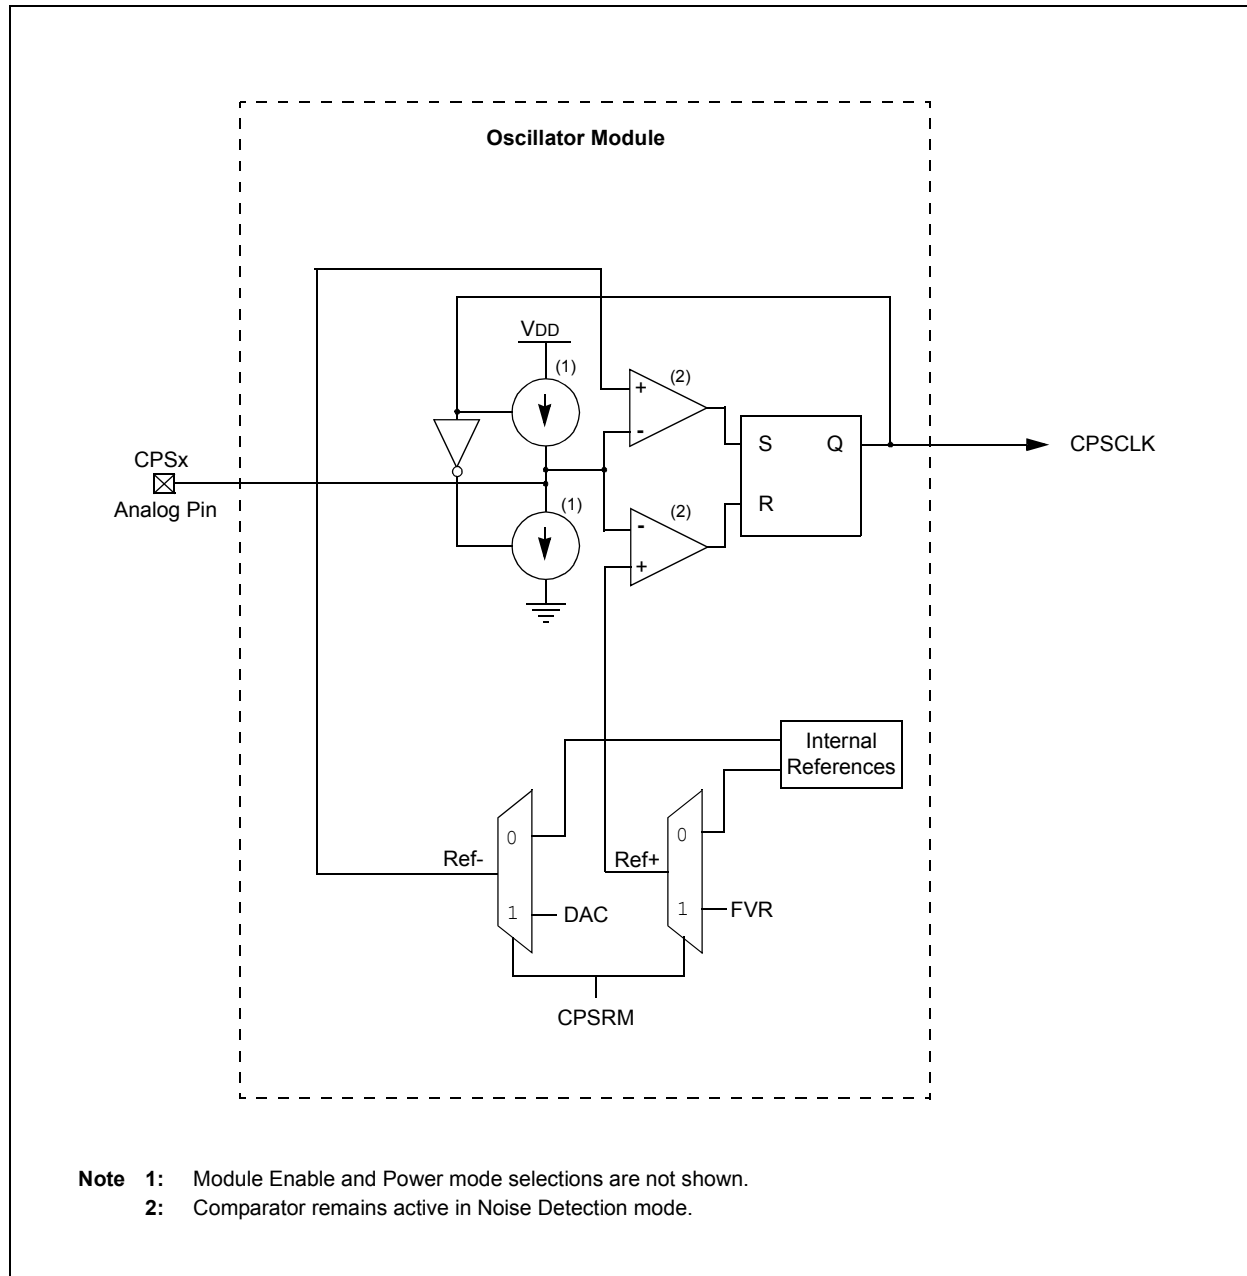 Oscillator Module
VDD
(1)
(2)
+
-
S Q
CPSCLK
CPSx
Analog Pin
(1)
(2)
R
-
+
Internal
References
0
0
Ref-
Ref+
1
DAC
1
FVR
CPSRM
Note 1: Module Enable and Power mode selections are not shown.
2: Comparator remains active in Noise Detection mode.